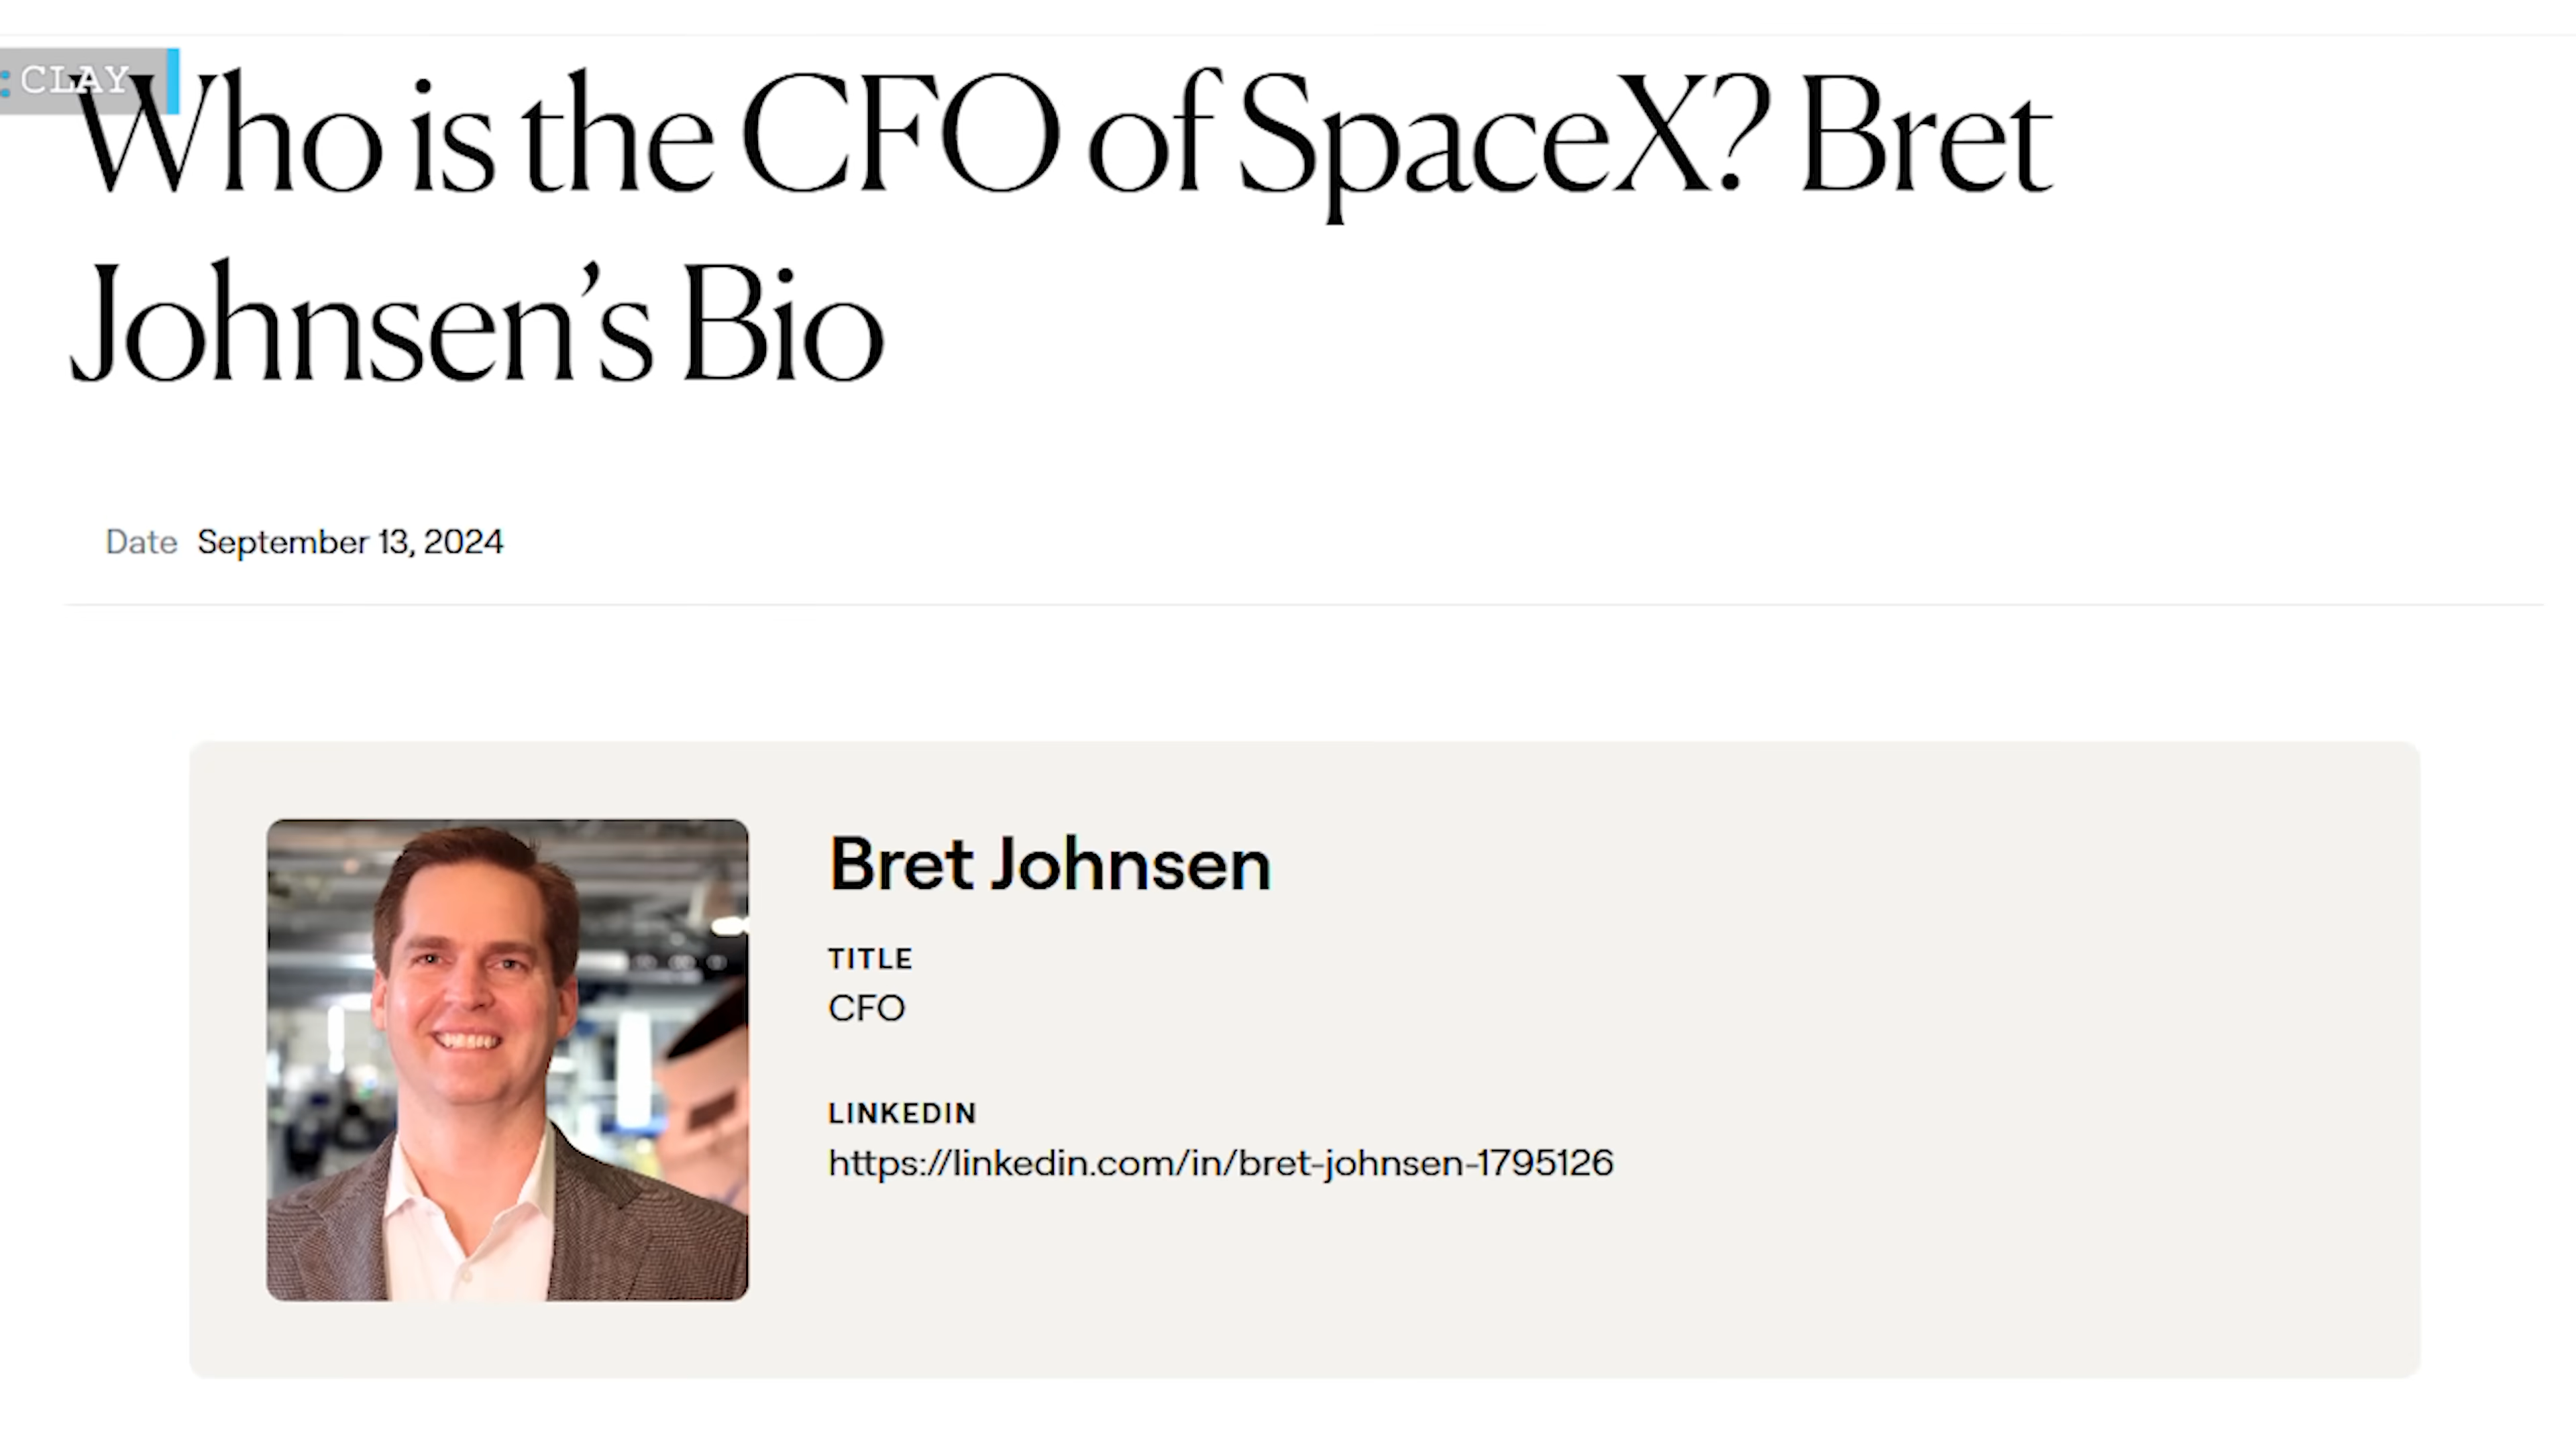 :CLAY
Who is the CFO of SpaceX? Bret
Johnsen’s Bio
Date September 13, 2024
Bret Johnsen
TITLE
CFO
LINKEDIN
https://linkedin.com/in/bret-johnsen-1795126